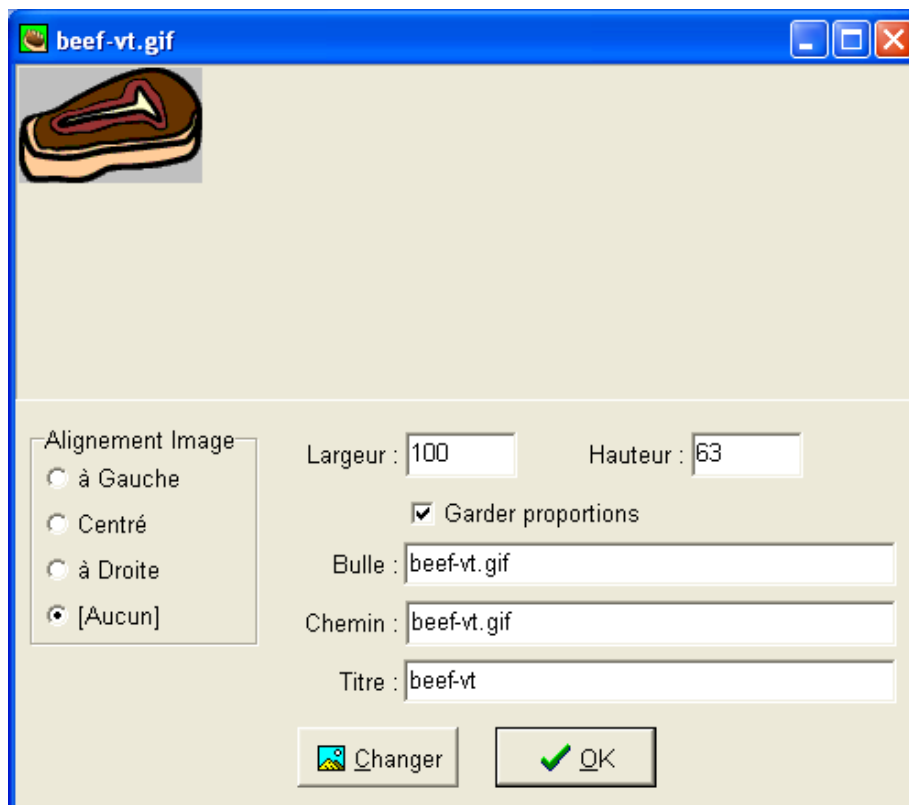 beef-vt.gif
Alignement Image
à Gauche
Centré
à Droite
[Aucun]
Largeur : 100 Hauteur : 63
Garder proportions
Bulle : beef-vt.gif
Chemin : beef-vt.gif
Titre : beef-vt
Changer OK